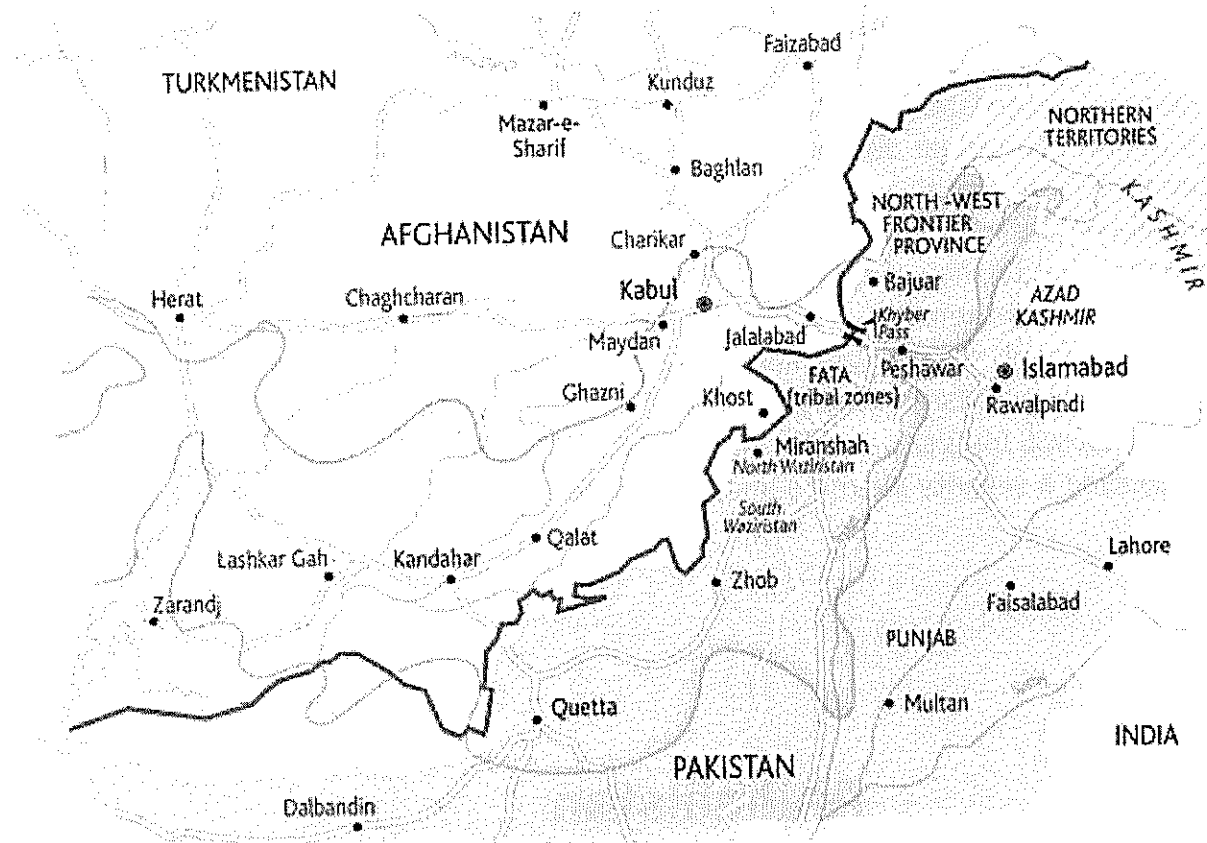 Faizabad
TURKMENISTAN
Kunduz
Mazar-e-
Sharif
NORTHERN
TERRITORIES
Baghlan
KASHMIR
NORTH-WEST
FRONTIER
PROVINCE
AFGHANISTAN
Charikar
Bajuar
Herat
Chaghcharan
Kabul
AZAD
KASHMIR
Khyber
Pass
Maydan
Jalalabad
Peshawar
Islamabad
FATA
(tribal zones)
Ghazni
Khost
Rawalpindi
Miranshah
North Waziristan
South
Waziristan
Qalat
Lahore
Lashkar Gah
Kandahar
Zhob
Faisalabad
Zarandj
PUNJAB
Quetta
Multan
INDIA
PAKISTAN
Dalbandin